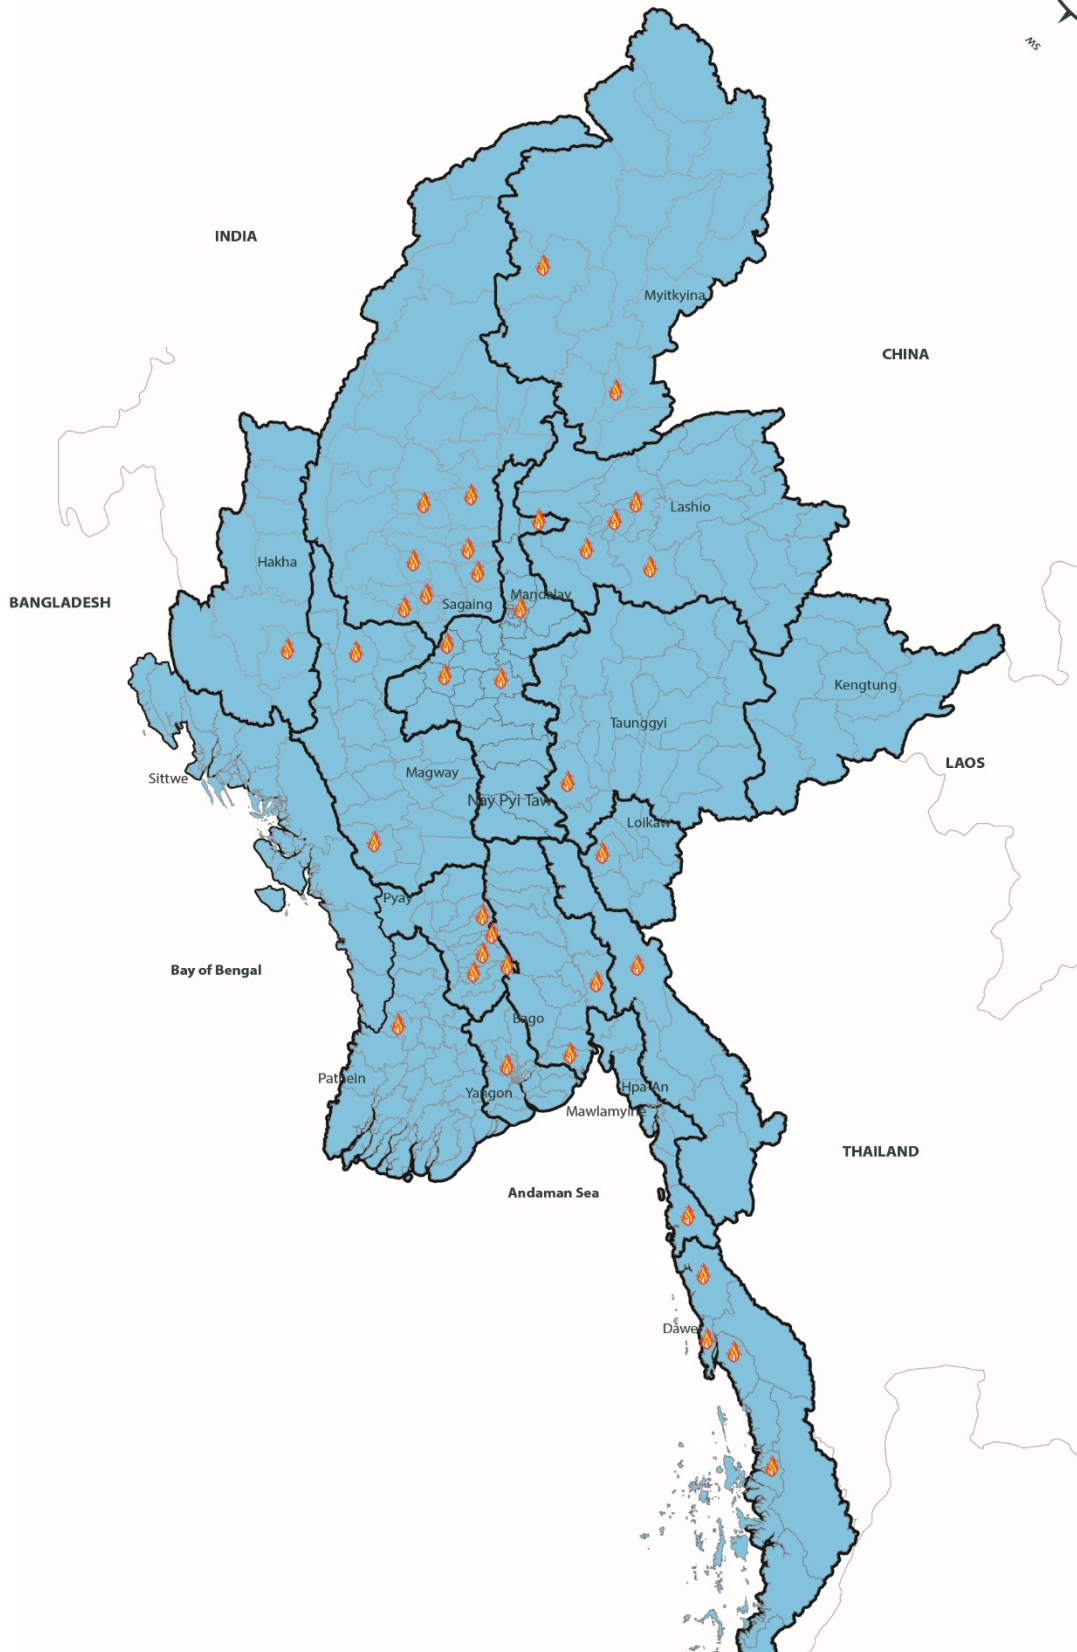 SW
INDIA
Myitkyina
CHINA
Lashio
Hakha
BANGLADESH
Sagaing
Mandalay
Kengtung
Taunggyi
LAOS
Sittwe
Magway
Nay Pyi Taw
Loikaw
Pyay
Bay of Bengal
Bago
Pathein
Yangon
Hpa-An
Mawlamyine
THAILAND
Andaman Sea
Dawei